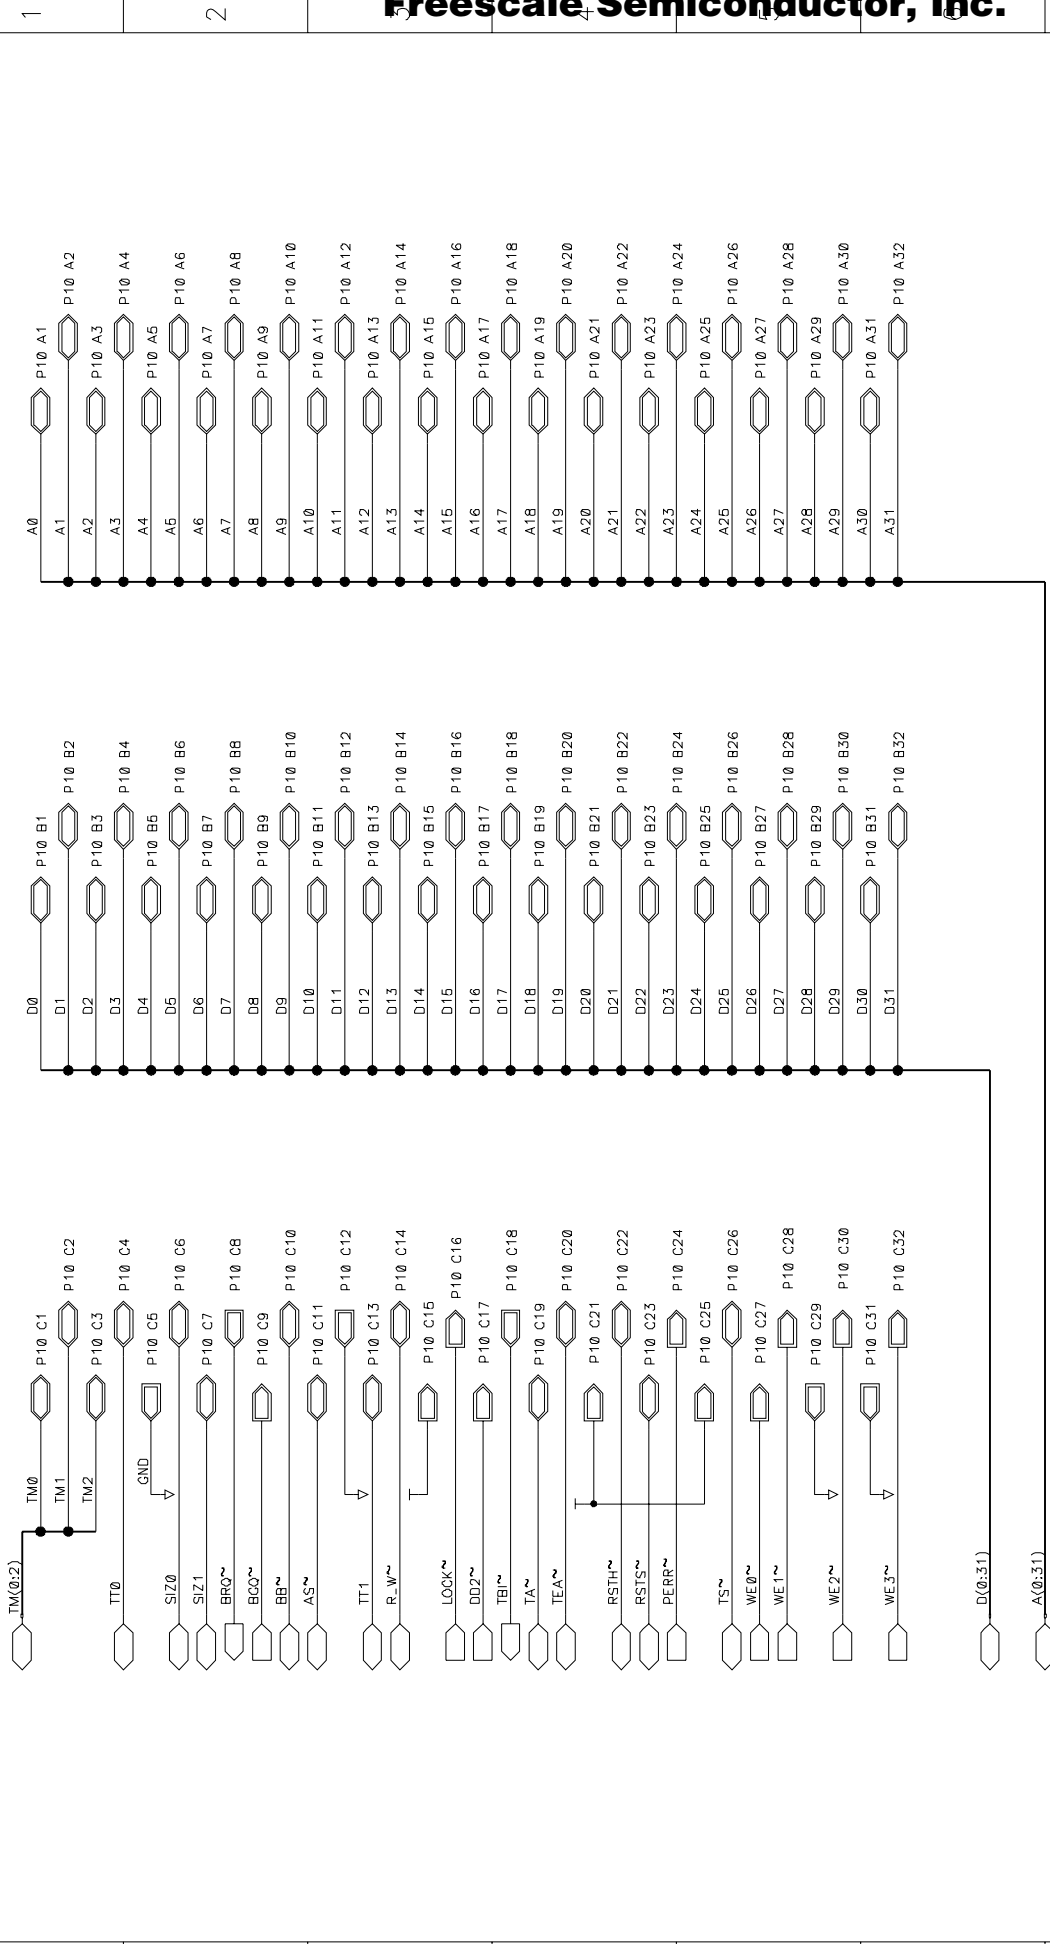 1 2 3 4 5 6
Freescale Semiconductor, Inc.
P10 A2 P10 A4 P10 A6 P10 A8 P10 A10 P10 A12 P10 A14 P10 A16 P10 A18 P10 A20 P10 A22 P10 A24 P10 A26 P10 A28 P10 A30 P10 A32
P10 A1 P10 A3 P10 A5 P10 A7 P10 A9 P10 A11 P10 A13 P10 A15 P10 A17 P10 A19 P10 A21 P10 A23 P10 A25 P10 A27 P10 A29 P10 A31
A0 A1 A2 A3 A4 A5 A6 A7 A8 A9 A10 A11 A12 A13 A14 A15 A16 A17 A18 A19 A20 A21 A22 A23 A24 A25 A26 A27 A28 A29 A30 A31
P10 B2 P10 B4 P10 B6 P10 B8 P10 B10 P10 B12 P10 B14 P10 B16 P10 B18 P10 B20 P10 B22 P10 B24 P10 B26 P10 B28 P10 B30 P10 B32
P10 B1 P10 B3 P10 B5 P10 B7 P10 B9 P10 B11 P10 B13 P10 B15 P10 B17 P10 B19 P10 B21 P10 B23 P10 B25 P10 B27 P10 B29 P10 B31
D0 D1 D2 D3 D4 D5 D6 D7 D8 D9 D10 D11 D12 D13 D14 D15 D16 D17 D18 D19 D20 D21 D22 D23 D24 D25 D26 D27 D28 D29 D30 D31
P10 C2 P10 C4 P10 C6 P10 C8 P10 C10 P10 C12 P10 C14 P10 C16 P10 C18 P10 C20 P10 C22 P10 C24 P10 C26 P10 C28 P10 C30 P10 C32
P10 C1 P10 C3 P10 C5 P10 C7 P10 C9 P10 C11 P10 C13 P10 C15 P10 C17 P10 C19 P10 C21 P10 C23 P10 C25 P10 C27 P10 C29 P10 C31
TM0 TM1 TM2 GND
TM(0:2) TT0 SIZ0 SIZ1 BRQ~ BGQ~ BB~ AS~ TT1 R_W~ LOCK~ DD2~ TBI~ TA~ TEA~ RSTH~ RSTS~ PERR~ TS~ WE0~ WE1~ WE2~ WE3~ D(0:31) A(0:31)